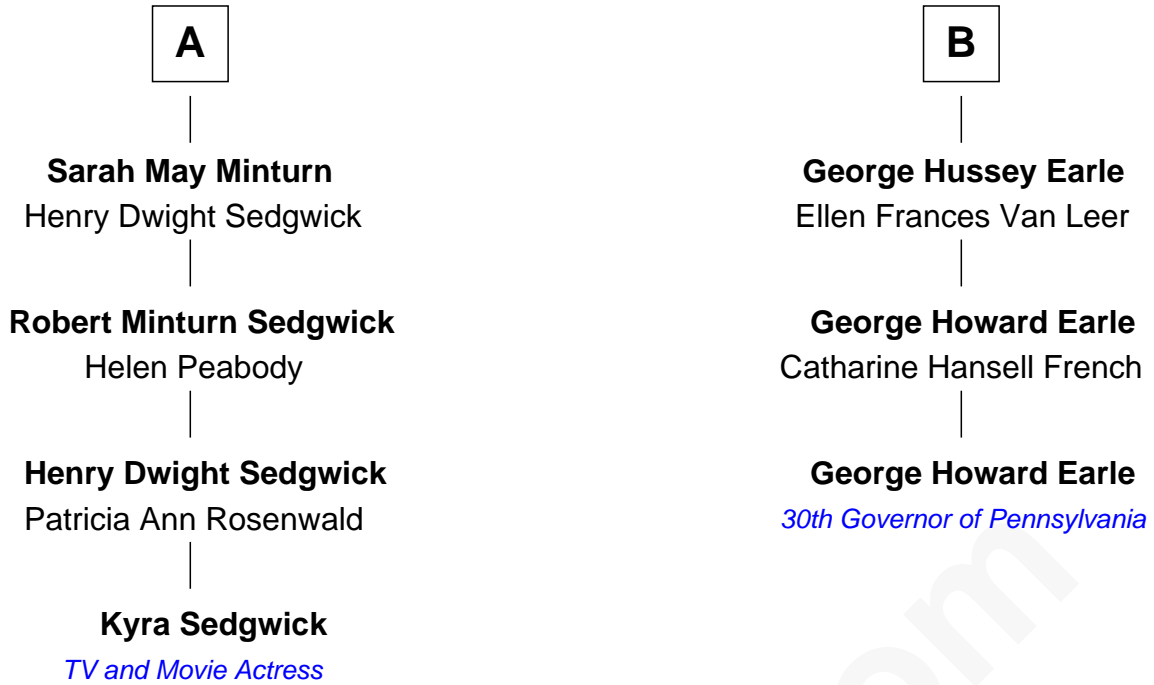 A
Sarah May Minturn
Henry Dwight Sedgwick
Robert Minturn Sedgwick
Helen Peabody
Henry Dwight Sedgwick
Patricia Ann Rosenwald
Kyra Sedgwick
TV and Movie Actress
B
George Hussey Earle
Ellen Frances Van Leer
George Howard Earle
Catharine Hansell French
George Howard Earle
30th Governor of Pennsylvania
om